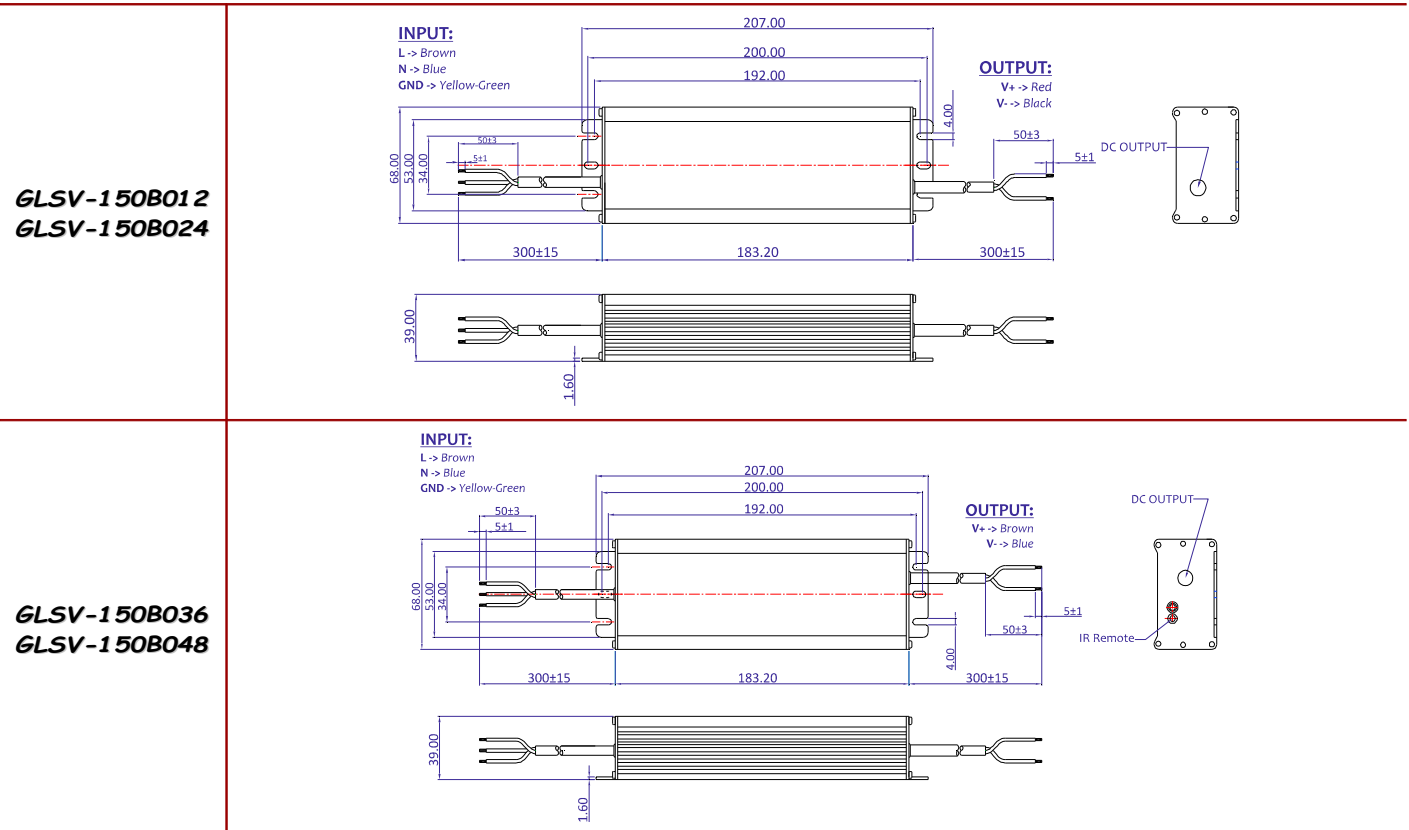 GLSV-150B012
GLSV-150B024
INPUT:
L -> Brown
N -> Blue
GND -> Yellow-Green
207.00
200.00
192.00
OUTPUT:
V+ -> Red
V- -> Black
4.00
50±3
5±1
68.00
53.00
34.00
50±3
5±1
DC OUTPUT
300±15
183.20
300±15
39.00
1.60
GLSV-150B036
GLSV-150B048
INPUT:
L -> Brown
N -> Blue
GND -> Yellow-Green
207.00
200.00
192.00
OUTPUT:
V+ -> Brown
V- -> Blue
50±3
5±1
68.00
53.00
34.00
5±1
50±3
4.00
DC OUTPUT
IR Remote
300±15
183.20
300±15
39.00
1.60